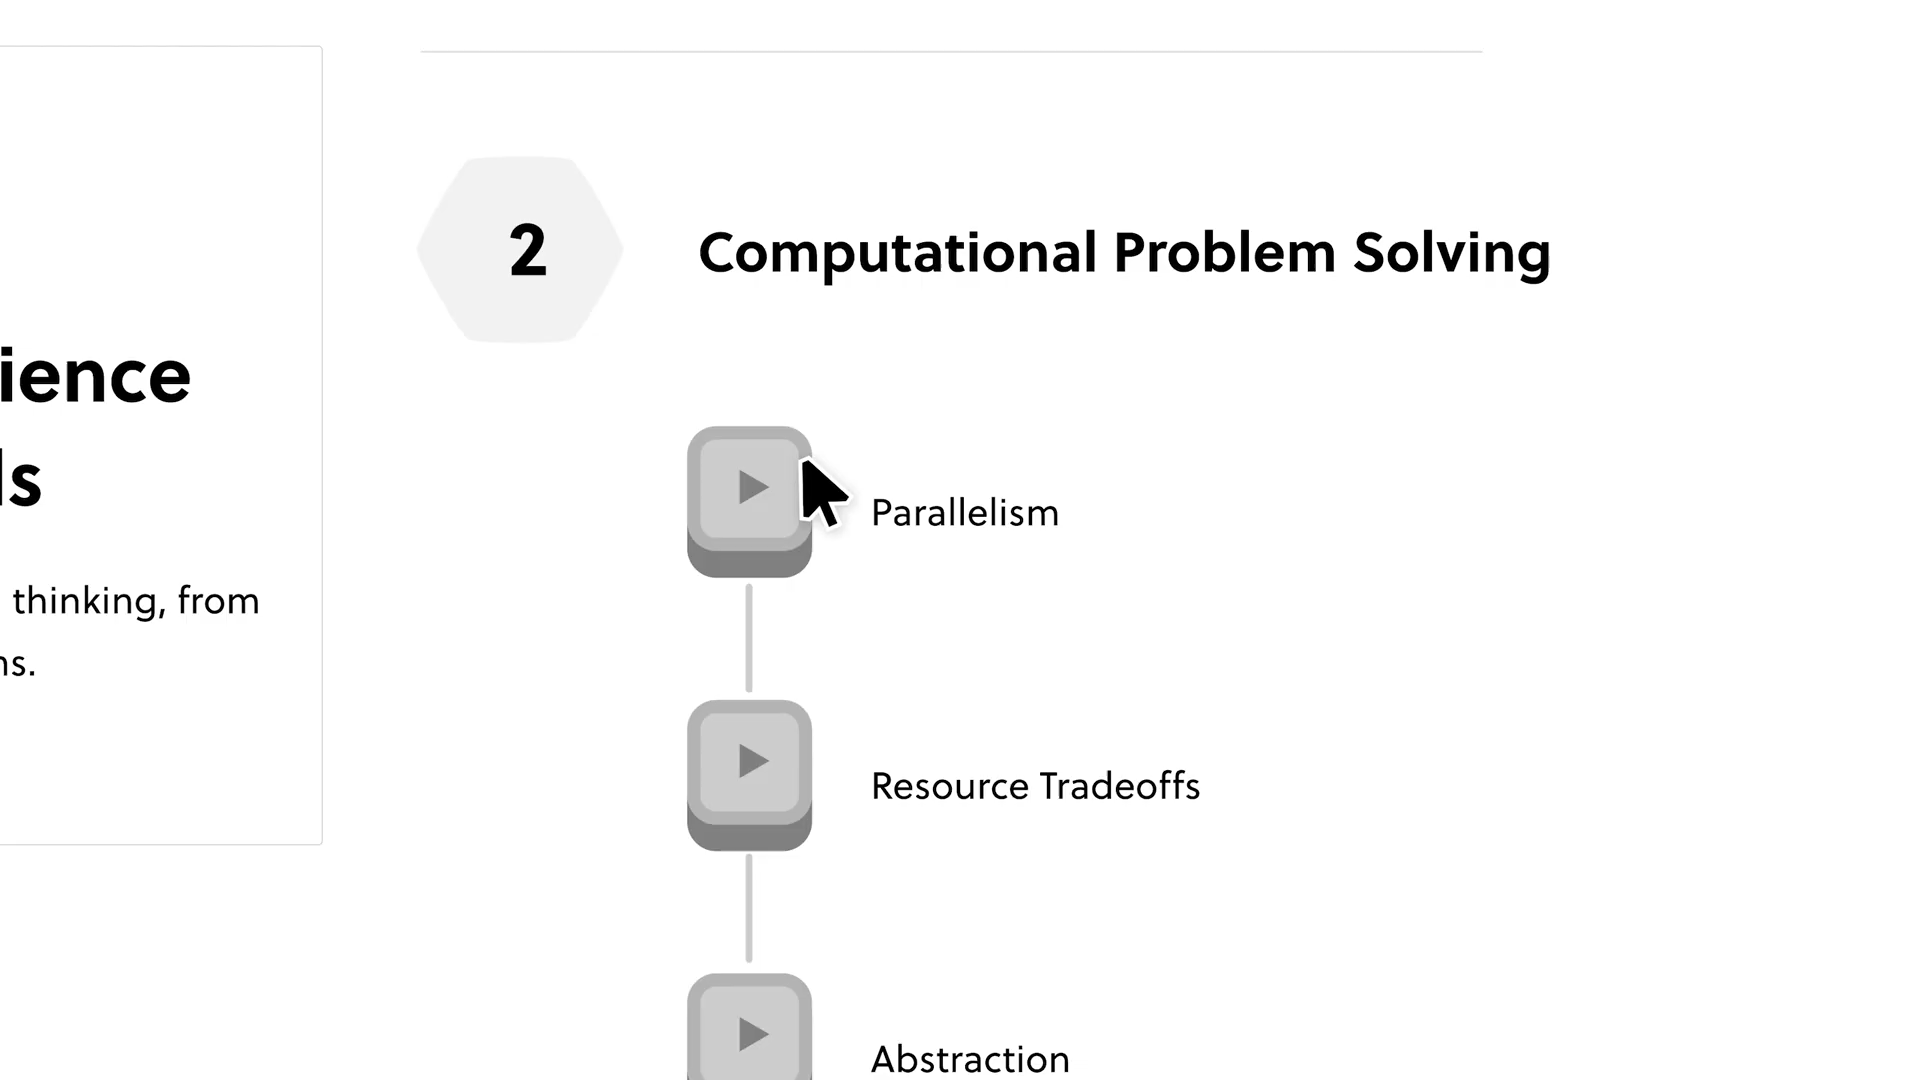 ience
ls
thinking, from
ns.
2
Computational Problem Solving
Parallelism
Resource Tradeoffs
Abstraction